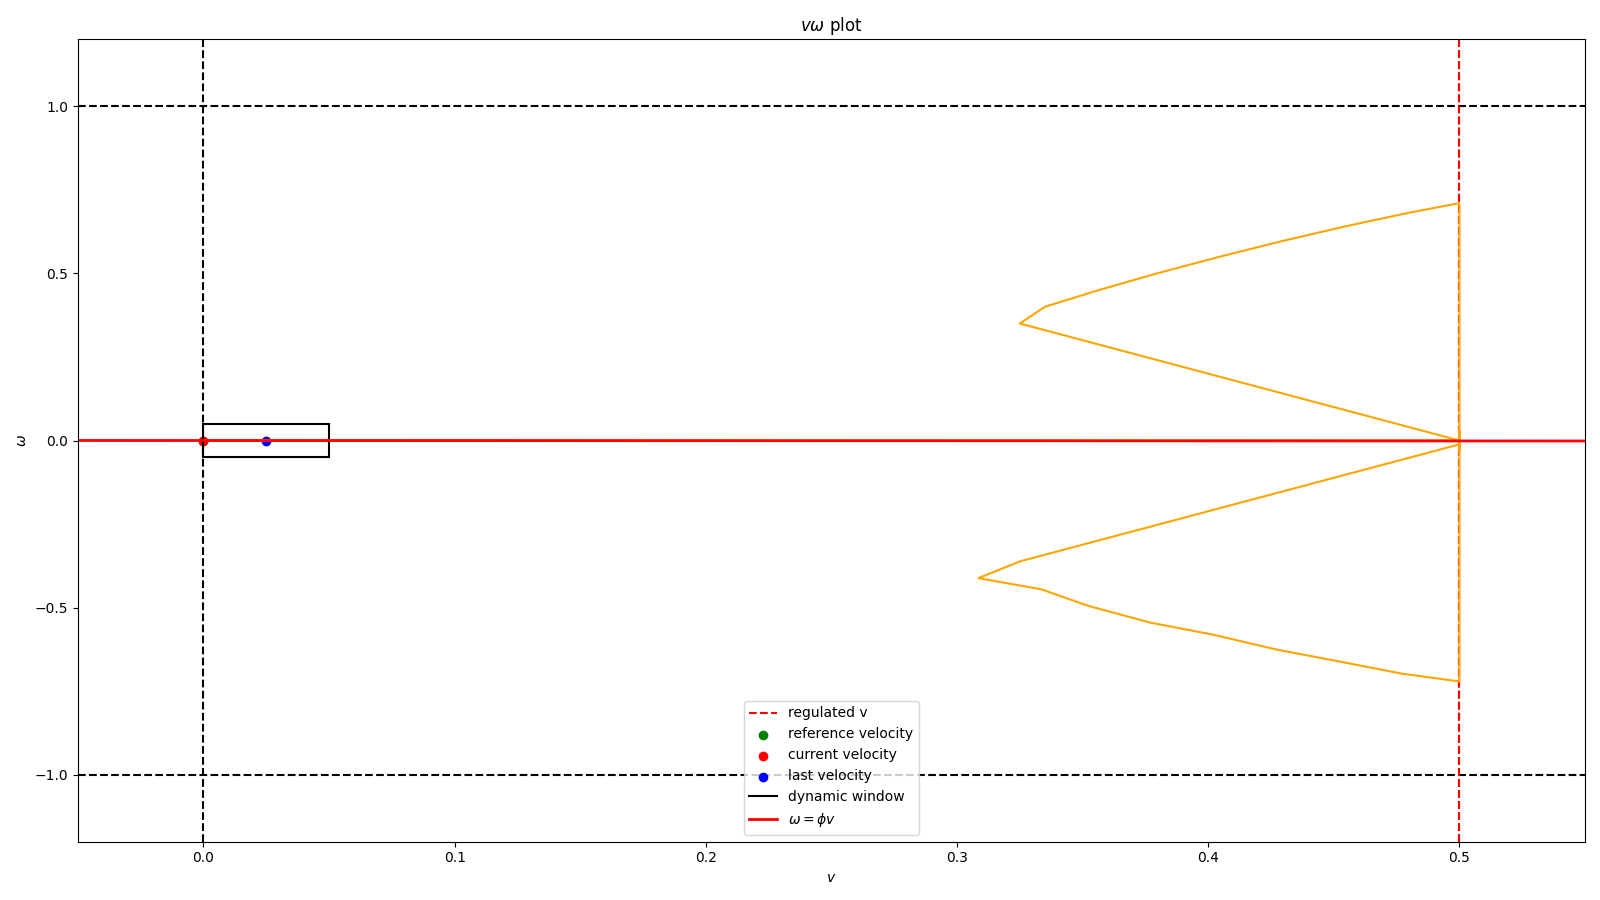 vω plot
1.0
0.5
0.0
−0.5
−1.0
ω
regulated v
reference velocity
current velocity
last velocity
dynamic window
ω = ϕv
0.0 0.1 0.2 0.3 0.4 0.5
v